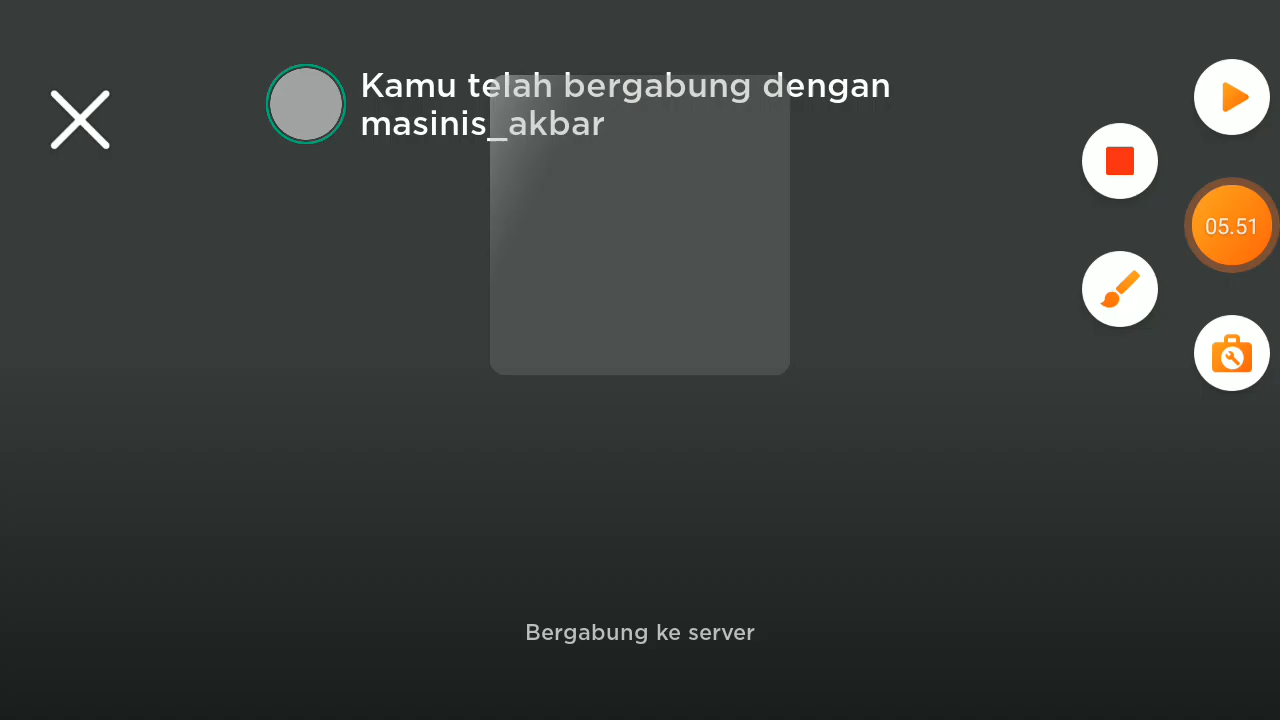 Kamu telah bergabung dengan
masinis_akbar
05.51
Bergabung ke server